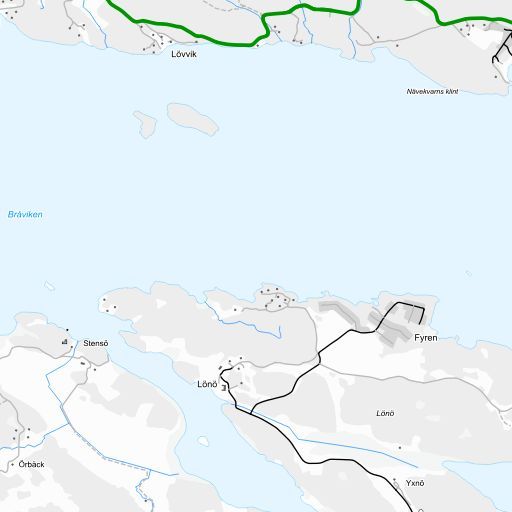 Lövvik
Nävekvarns klint
Bråviken
Stensö
Fyren
Lönö
Lönö
Örbäck
Yxnö